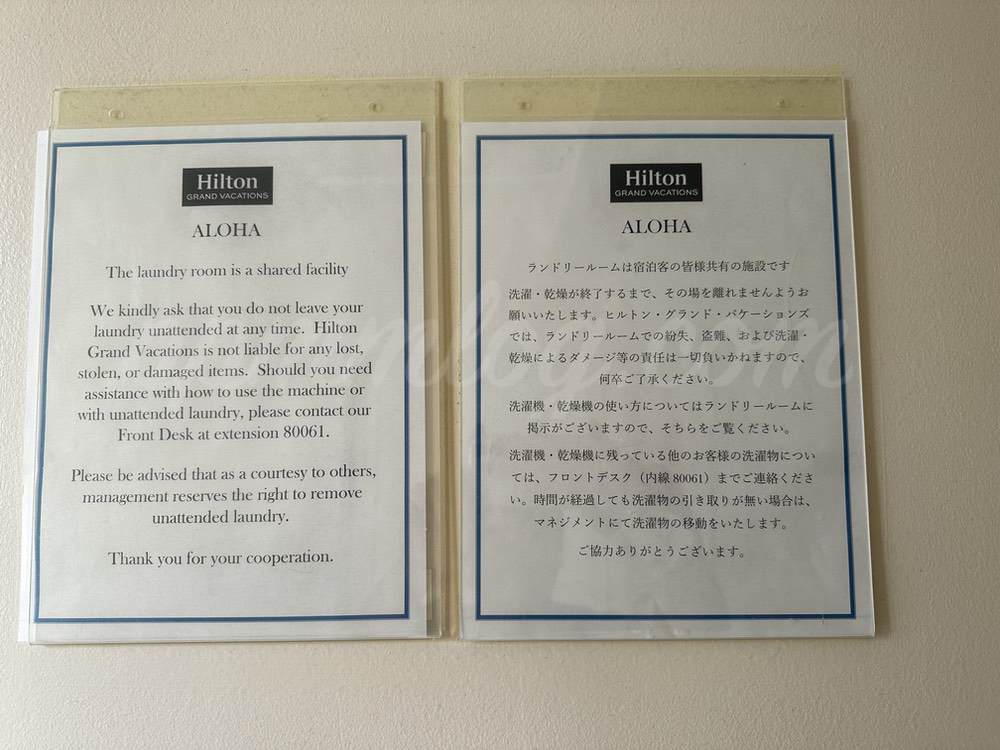 Hilton
GRAND VACATIONS
ALOHA
The laundry room is a shared facility
We kindly ask that you do not leave your
laundry unattended at any time. Hilton
Grand Vacations is not liable for any lost,
stolen, or damaged items. Should you need
assistance with how to use the machine or
with unattended laundry, please contact our
Front Desk at extension 80061.
Please be advised that as a courtesy to others,
management reserves the right to remove
unattended laundry.
Thank you for your cooperation.
Hilton
GRAND VACATIONS
ALOHA
ランドリールームは宿泊客の皆様共有の施設です
洗濯・乾燥が終了するまで、その場を離れませんようお
願いいたします。ヒルトン・グランド・バケーションズ
では、ランドリールームでの紛失、盗難、および洗濯・
乾燥によるダメージ等の責任は一切負いかねますので、
何卒ご了承ください。
洗濯機・乾燥機の使い方についてはランドリールームに
掲示がございますので、そちらをご覧ください。
洗濯機・乾燥機に残っている他のお客様の洗濯物につい
ては、フロントデスク（内線 80061）までご連絡くださ
い。時間が経過しても洗濯物の引き取りが無い場合は、
マネジメントにて洗濯物の移動をいたします。
ご協力ありがとうございます。